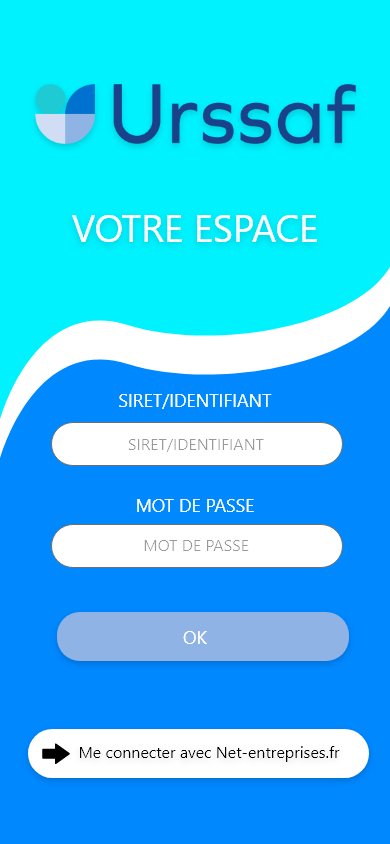 Urssaf
VOTRE ESPACE
SIRET/IDENTIFIANT
SIRET/IDENTIFIANT
MOT DE PASSE
MOT DE PASSE
OK
Me connecter avec Net-entreprises.fr